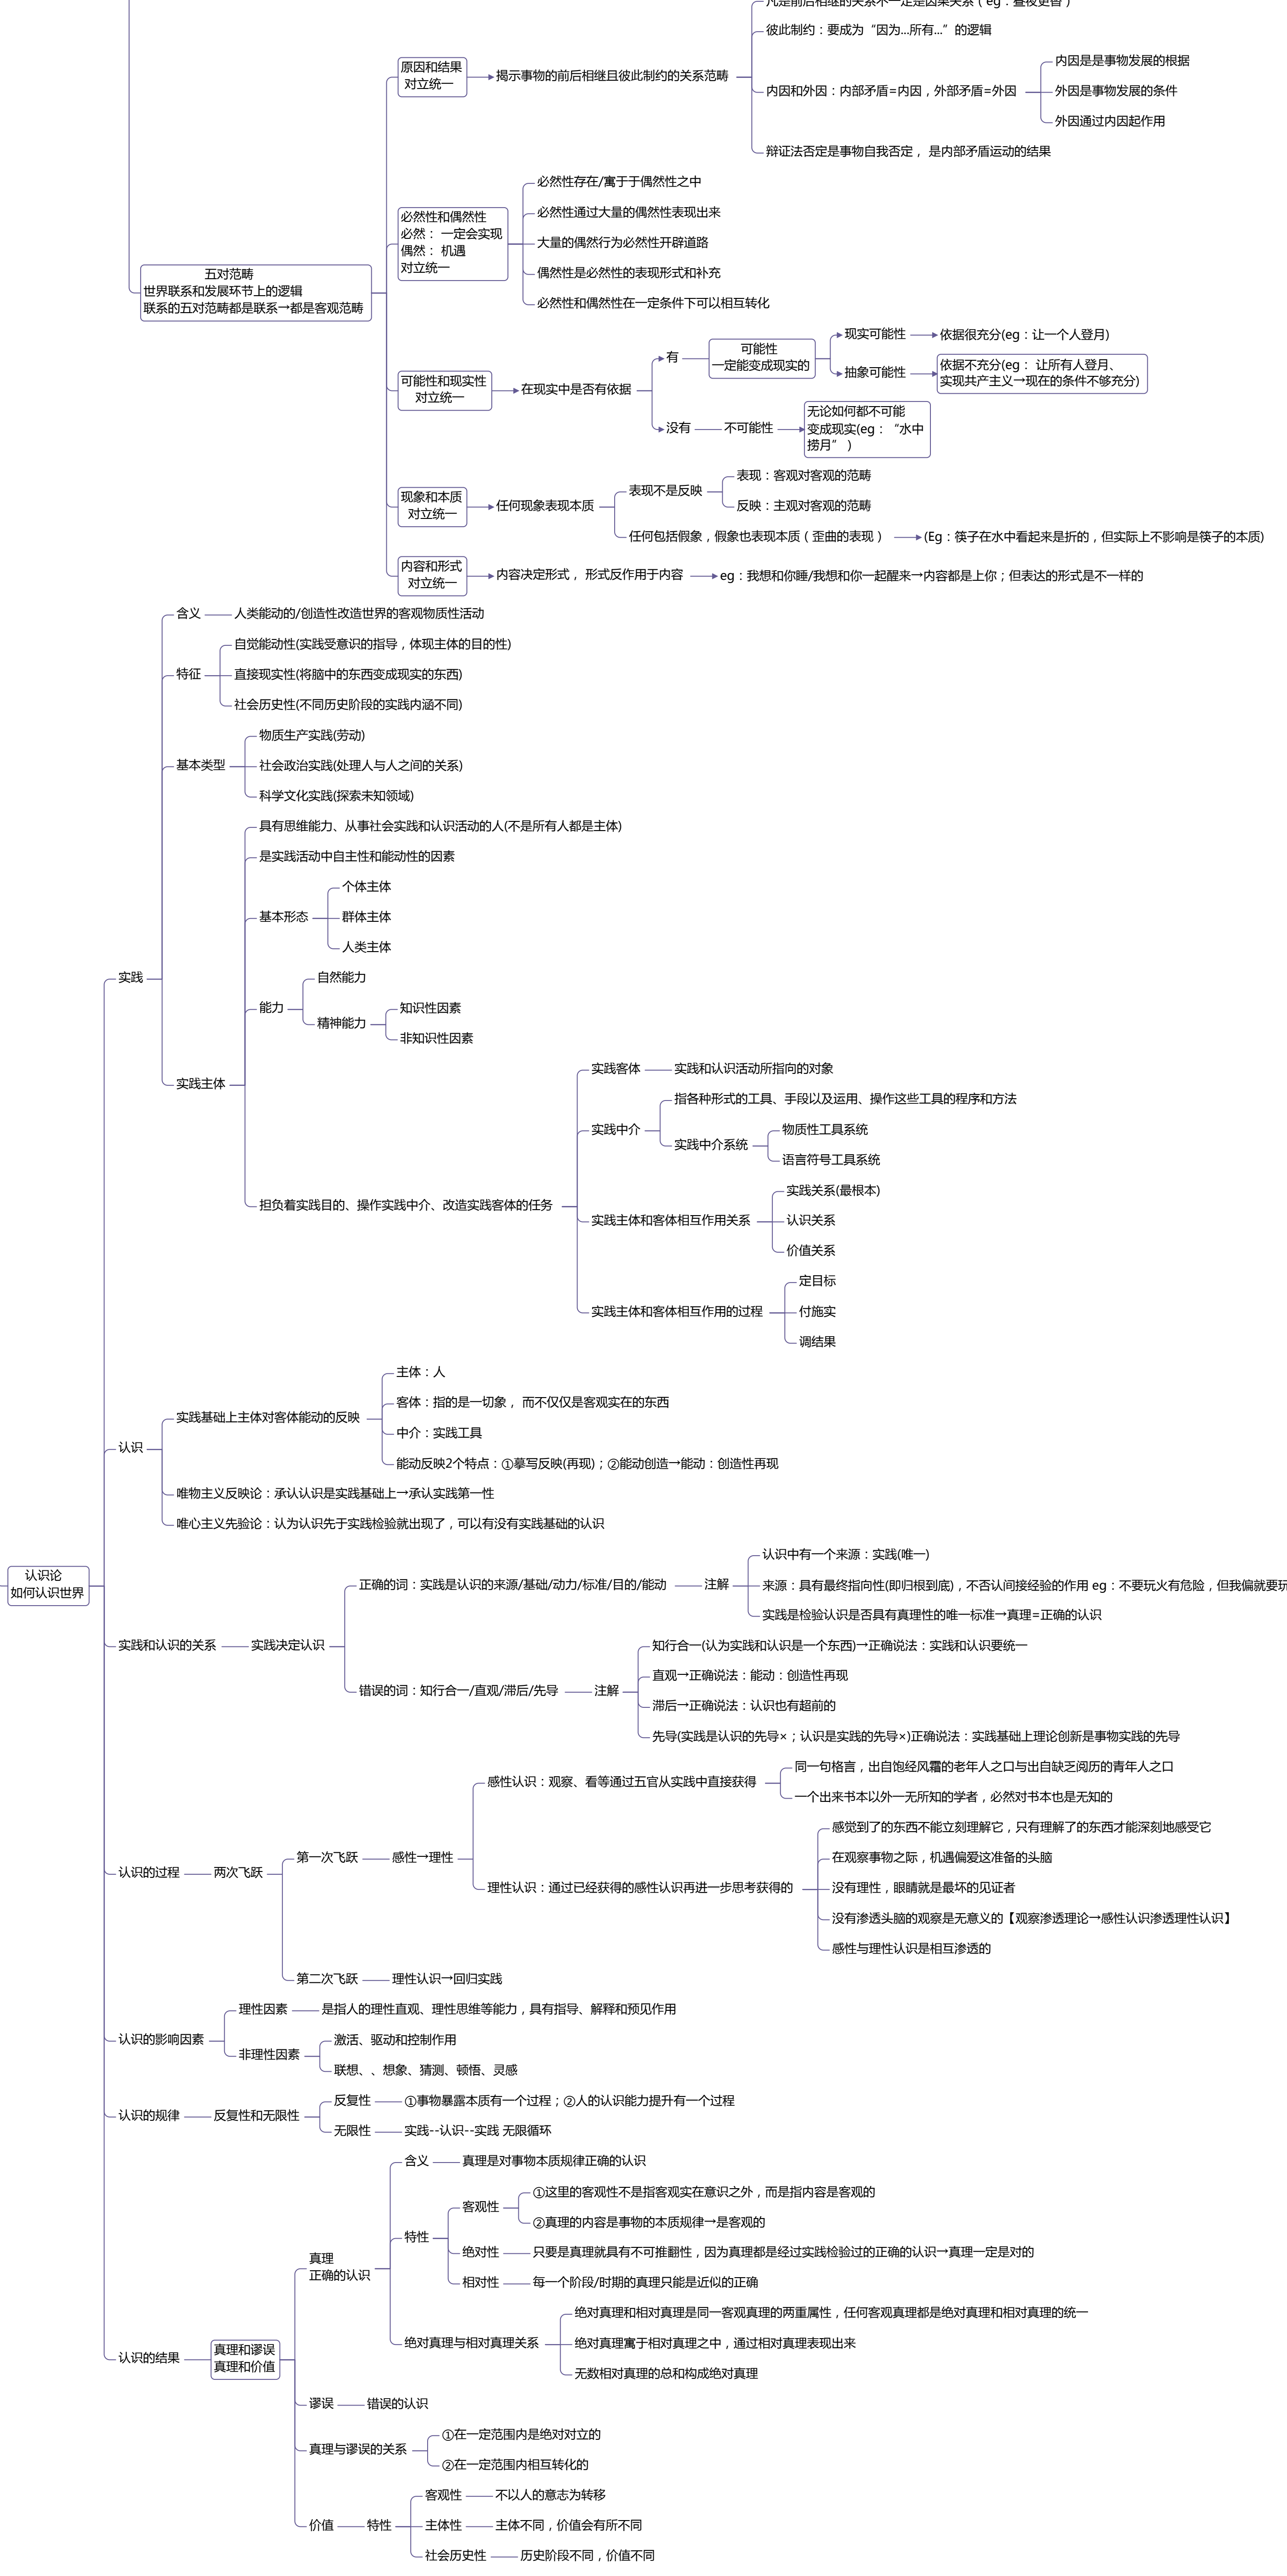 凡是前后相继的关系不一定是因果关系（eg：昼夜更替）
彼此制约：要成为“因为...所有...”的逻辑
原因和结果
对立统一
揭示事物的前后相继且彼此制约的关系范畴
内因和外因：内部矛盾=内因，外部矛盾=外因
内因是是事物发展的根据
外因是事物发展的条件
外因通过内因起作用
辩证法否定是事物自我否定， 是内部矛盾运动的结果
五对范畴
世界联系和发展环节上的逻辑
联系的五对范畴都是联系→都是客观范畴
必然性和偶然性
必然： 一定会实现
偶然： 机遇
对立统一
必然性存在/寓于于偶然性之中
必然性通过大量的偶然性表现出来
大量的偶然行为必然性开辟道路
偶然性是必然性的表现形式和补充
必然性和偶然性在一定条件下可以相互转化
可能性和现实性
对立统一
在现实中是否有依据
有
可能性
一定能变成现实的
现实可能性
依据很充分(eg：让一个人登月)
抽象可能性
依据不充分(eg： 让所有人登月、
实现共产主义→现在的条件不够充分)
没有
不可能性
无论如何都不可能
变成现实(eg：“水中
捞月” )
现象和本质
对立统一
任何现象表现本质
表现不是反映
表现：客观对客观的范畴
反映：主观对客观的范畴
任何包括假象，假象也表现本质（歪曲的表现）
(Eg：筷子在水中看起来是折的，但实际上不影响是筷子的本质)
内容和形式
对立统一
内容决定形式， 形式反作用于内容
eg：我想和你睡/我想和你一起醒来→内容都是上你；但表达的形式是不一样的
认识论
如何认识世界
实践
含义
人类能动的/创造性改造世界的客观物质性活动
特征
自觉能动性(实践受意识的指导，体现主体的目的性)
直接现实性(将脑中的东西变成现实的东西)
社会历史性(不同历史阶段的实践内涵不同)
基本类型
物质生产实践(劳动)
社会政治实践(处理人与人之间的关系)
科学文化实践(探索未知领域)
实践主体
具有思维能力、从事社会实践和认识活动的人(不是所有人都是主体)
是实践活动中自主性和能动性的因素
基本形态
个体主体
群体主体
人类主体
能力
自然能力
精神能力
知识性因素
非知识性因素
担负着实践目的、操作实践中介、改造实践客体的任务
实践客体
实践和认识活动所指向的对象
实践中介
指各种形式的工具、手段以及运用、操作这些工具的程序和方法
实践中介系统
物质性工具系统
语言符号工具系统
实践主体和客体相互作用关系
实践关系(最根本)
认识关系
价值关系
实践主体和客体相互作用的过程
定目标
付施实
调结果
认识
实践基础上主体对客体能动的反映
主体：人
客体：指的是一切象， 而不仅仅是客观实在的东西
中介：实践工具
能动反映2个特点：①摹写反映(再现)；②能动创造→能动：创造性再现
唯物主义反映论：承认认识是实践基础上→承认实践第一性
唯心主义先验论：认为认识先于实践检验就出现了，可以有没有实践基础的认识
实践和认识的关系
实践决定认识
正确的词：实践是认识的来源/基础/动力/标准/目的/能动
注解
认识中有一个来源：实践(唯一)
来源：具有最终指向性(即归根到底)，不否认间接经验的作用 eg：不要玩火有危险，但我偏就要玩
实践是检验认识是否具有真理性的唯一标准→真理=正确的认识
错误的词：知行合一/直观/滞后/先导
注解
知行合一(认为实践和认识是一个东西)→正确说法：实践和认识要统一
直观→正确说法：能动：创造性再现
滞后→正确说法：认识也有超前的
先导(实践是认识的先导×；认识是实践的先导×)正确说法：实践基础上理论创新是事物实践的先导
认识的过程
两次飞跃
第一次飞跃
感性→理性
感性认识：观察、看等通过五官从实践中直接获得
同一句格言，出自饱经风霜的老年人之口与出自缺乏阅历的青年人之口
一个出来书本以外一无所知的学者，必然对书本也是无知的
理性认识：通过已经获得的感性认识再进一步思考获得的
感觉到了的东西不能立刻理解它，只有理解了的东西才能深刻地感受它
在观察事物之际，机遇偏爱这准备的头脑
没有理性，眼睛就是最坏的见证者
没有渗透头脑的观察是无意义的【观察渗透理论→感性认识渗透理性认识】
感性与理性认识是相互渗透的
第二次飞跃
理性认识→回归实践
认识的影响因素
理性因素
是指人的理性直观、理性思维等能力，具有指导、解释和预见作用
非理性因素
激活、驱动和控制作用
联想、、想象、猜测、顿悟、灵感
认识的规律
反复性和无限性
反复性
①事物暴露本质有一个过程；②人的认识能力提升有一个过程
无限性
实践--认识--实践 无限循环
认识的结果
真理和谬误
真理和价值
真理
正确的认识
含义
真理是对事物本质规律正确的认识
特性
客观性
①这里的客观性不是指客观实在意识之外，而是指内容是客观的
②真理的内容是事物的本质规律→是客观的
绝对性
只要是真理就具有不可推翻性，因为真理都是经过实践检验过的正确的认识→真理一定是对的
相对性
每一个阶段/时期的真理只能是近似的正确
绝对真理与相对真理关系
绝对真理和相对真理是同一客观真理的两重属性，任何客观真理都是绝对真理和相对真理的统一
绝对真理寓于相对真理之中，通过相对真理表现出来
无数相对真理的总和构成绝对真理
谬误
错误的认识
真理与谬误的关系
①在一定范围内是绝对对立的
②在一定范围内相互转化的
价值
特性
客观性
不以人的意志为转移
主体性
主体不同，价值会有所不同
社会历史性
历史阶段不同，价值不同